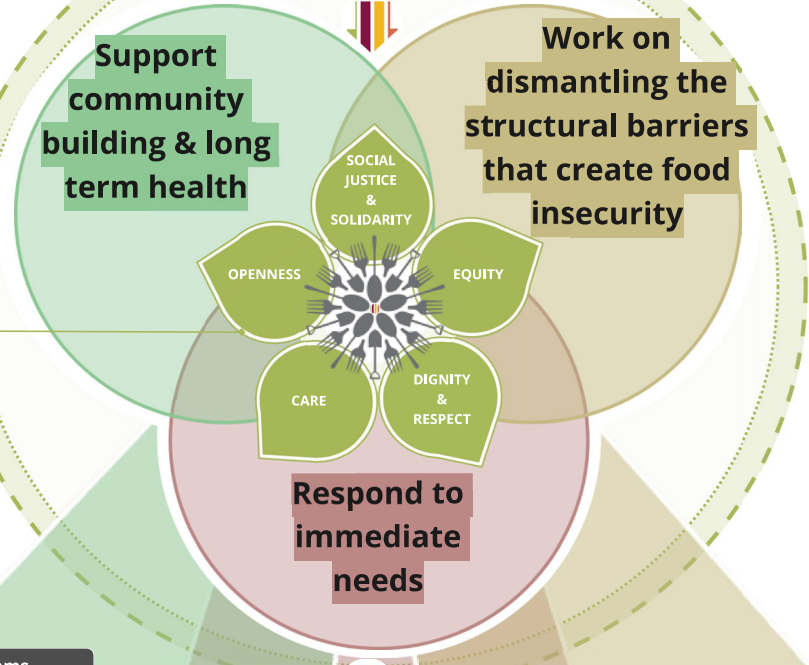 Support
community
building & long
term health
Work on
dismantling the
structural barriers
that create food
insecurity
SOCIAL
JUSTICE
&
SOLIDARITY
OPENNESS
EQUITY
CARE
DIGNITY
&
RESPECT
Respond to
immediate
needs